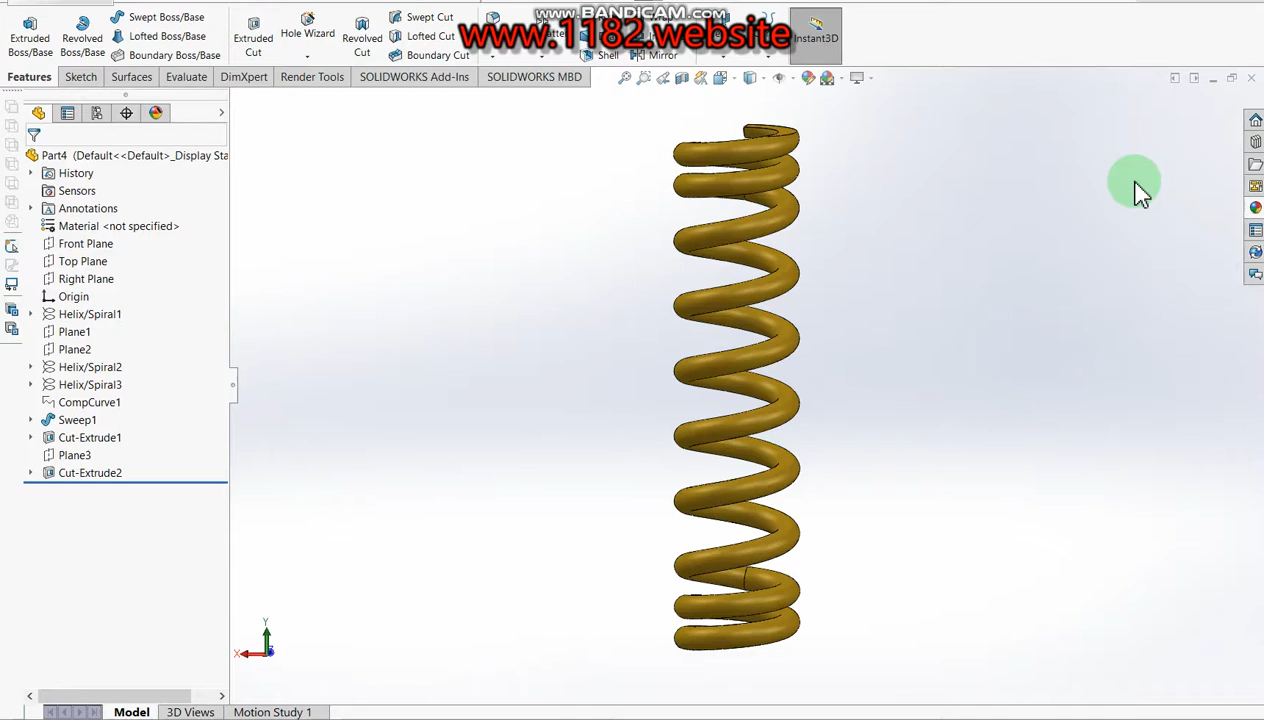 www.BANDICAM.com
www.1182.website
Extruded Boss/Base
Revolved Boss/Base
Swept Boss/Base
Lofted Boss/Base
Boundary Boss/Base
Extruded Cut
Hole Wizard
Revolved Cut
Swept Cut
Lofted Cut
Boundary Cut
Shell
Mirror
Instant3D
Features
Sketch
Surfaces
Evaluate
DimXpert
Render Tools
SOLIDWORKS Add-Ins
SOLIDWORKS MBD
Part4 (Default<<Default>_Display Sta
History
Sensors
Annotations
Material <not specified>
Front Plane
Top Plane
Right Plane
Origin
Helix/Spiral1
Plane1
Plane2
Helix/Spiral2
Helix/Spiral3
CompCurve1
Sweep1
Cut-Extrude1
Plane3
Cut-Extrude2
Y
X
Model
3D Views
Motion Study 1